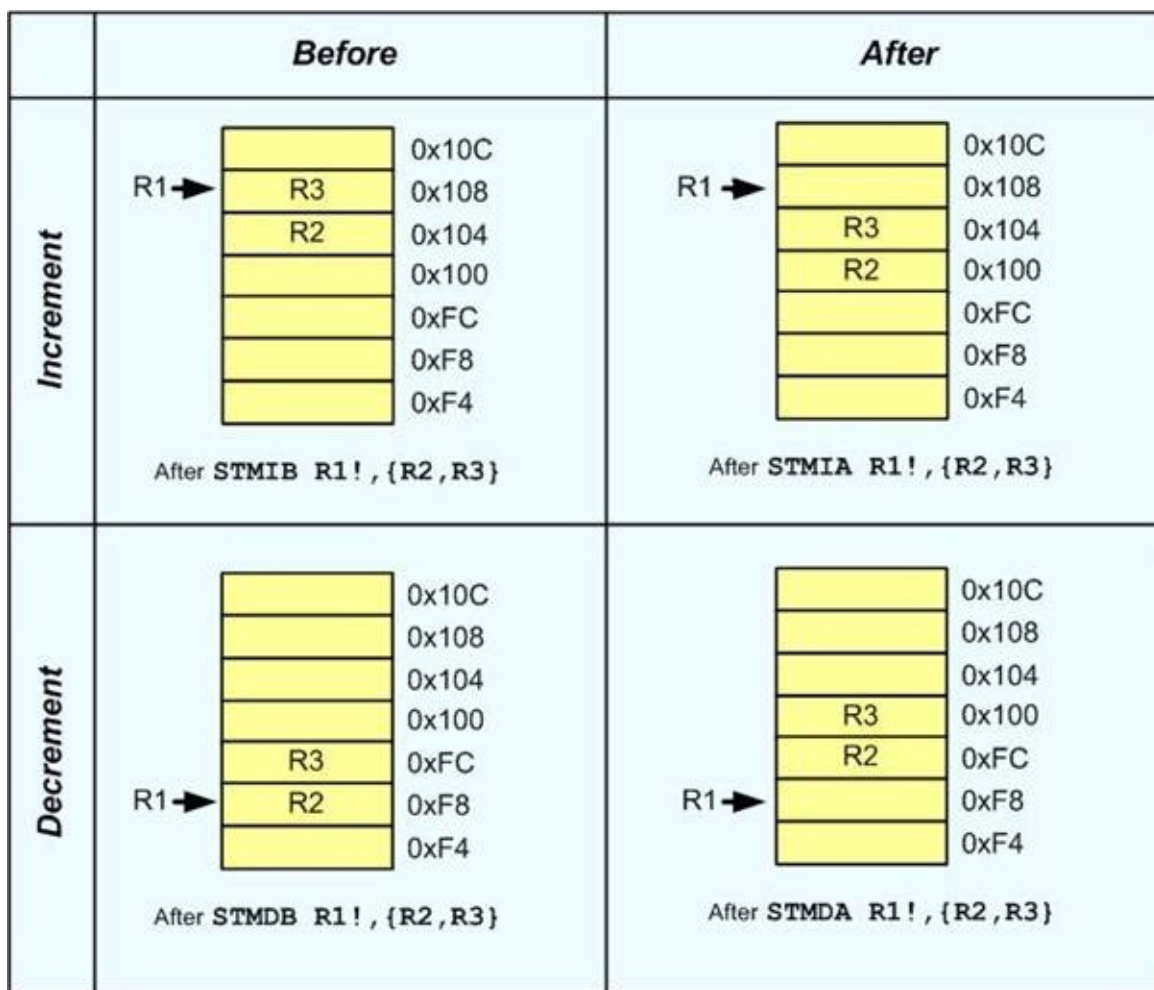 Before
After
Increment
0x10C
R1 R3 0x108
R2 0x104
0x100
0xFC
0xF8
0xF4
After STMIB R1!,{R2,R3}
0x10C
R1 0x108
R3 0x104
R2 0x100
0xFC
0xF8
0xF4
After STMIA R1!,{R2,R3}
Decrement
0x10C
0x108
0x104
0x100
R3 0xFC
R1 R2 0xF8
0xF4
After STMDB R1!,{R2,R3}
0x10C
0x108
0x104
R3 0x100
R2 0xFC
R1 0xF8
0xF4
After STMDA R1!,{R2,R3}